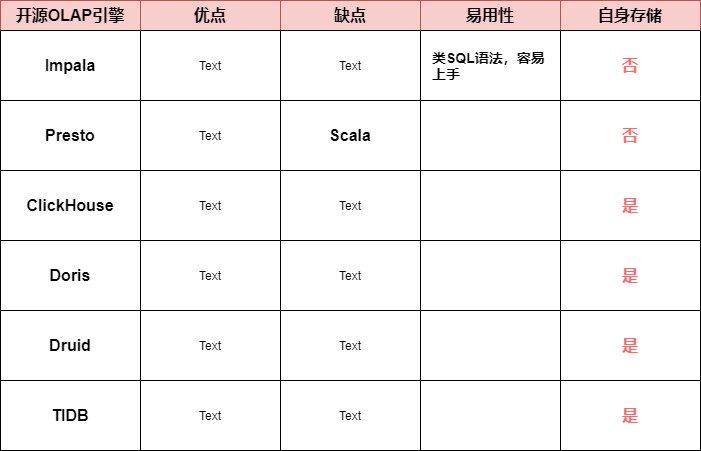 开源OLAP引擎 优点 缺点 易用性 自身存储
Impala Text Text 类SQL语法，容易 否
上手
Presto Text Scala 否
ClickHouse Text Text 是
Doris Text Text 是
Druid Text Text 是
TIDB Text Text 是